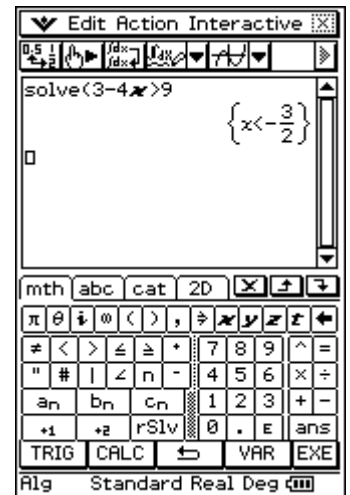 Edit Action Interactive
solve(3-4x>9
{x<-3/2}
mth abc cat 2D
π θ i ∞ ( ) , ⇒ x y z t
≠ < > ≤ ≥ 7 8 9 ^ =
" # | ∠ n - 4 5 6 × ÷
an bn cn 1 2 3 + -
+1 +2 rSlv 0 . E ans
TRIG CALC VAR EXE
Alg Standard Real Deg